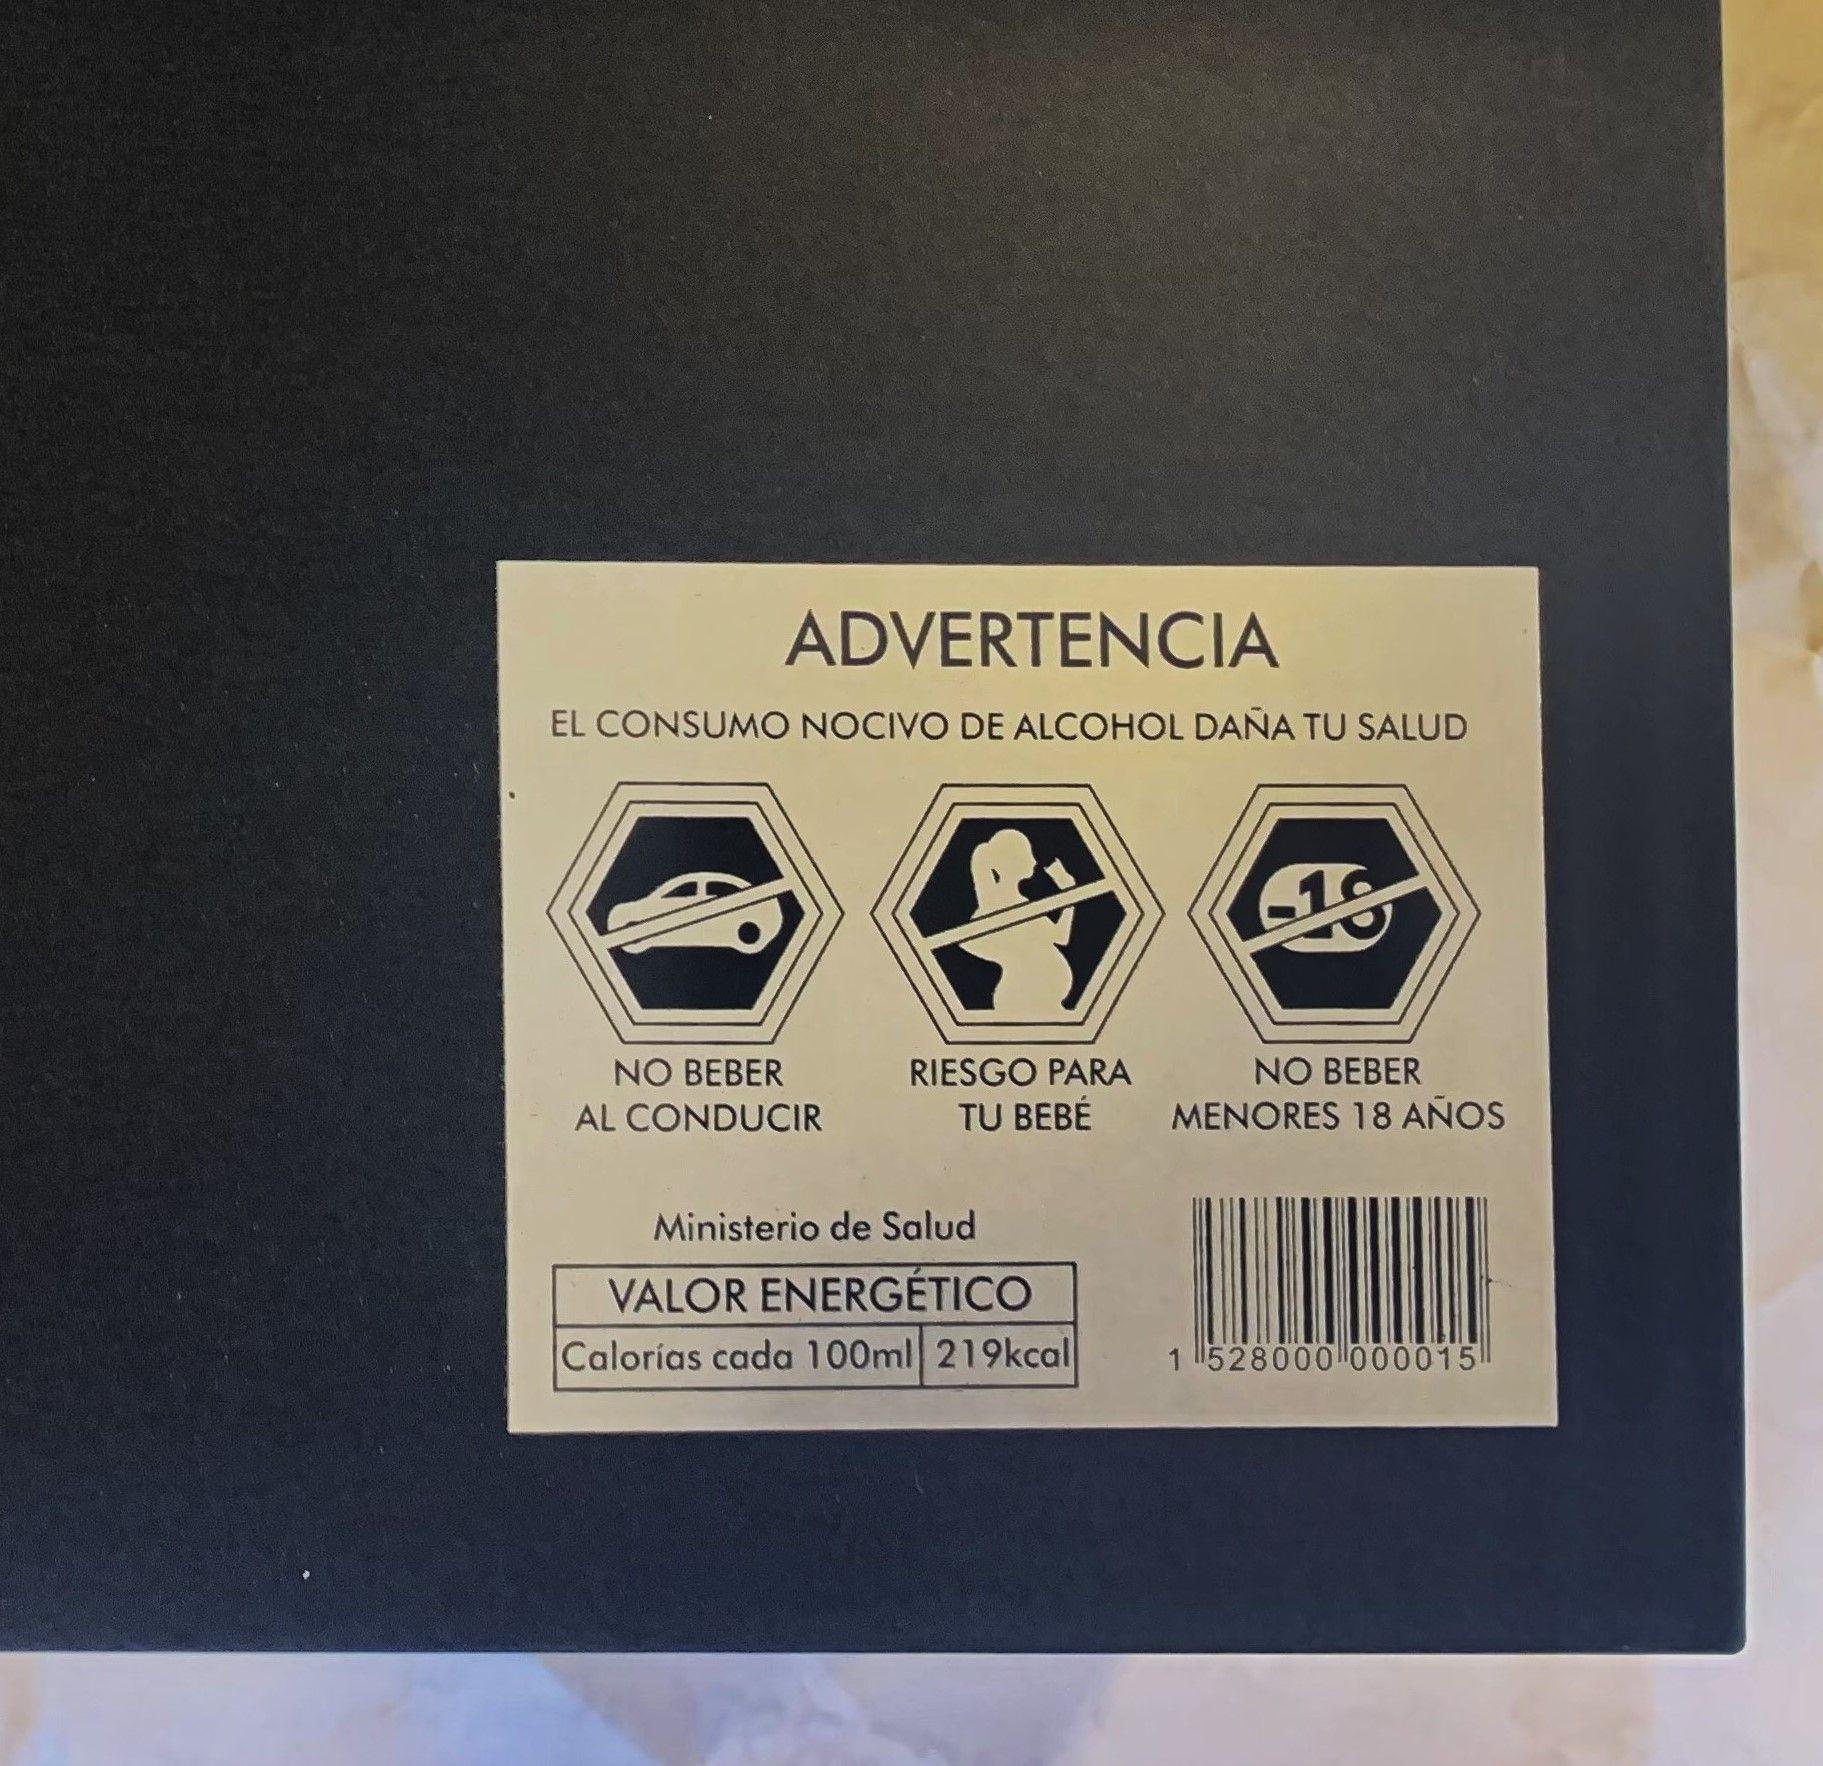 ADVERTENCIA
EL CONSUMO NOCIVO DE ALCOHOL DAÑA TU SALUD
-18
NO BEBER
AL CONDUCIR
RIESGO PARA
TU BEBÉ
NO BEBER
MENORES 18 AÑOS
Ministerio de Salud
VALOR ENERGÉTICO
Calorías cada 100ml 219kcal
1 528000 000015